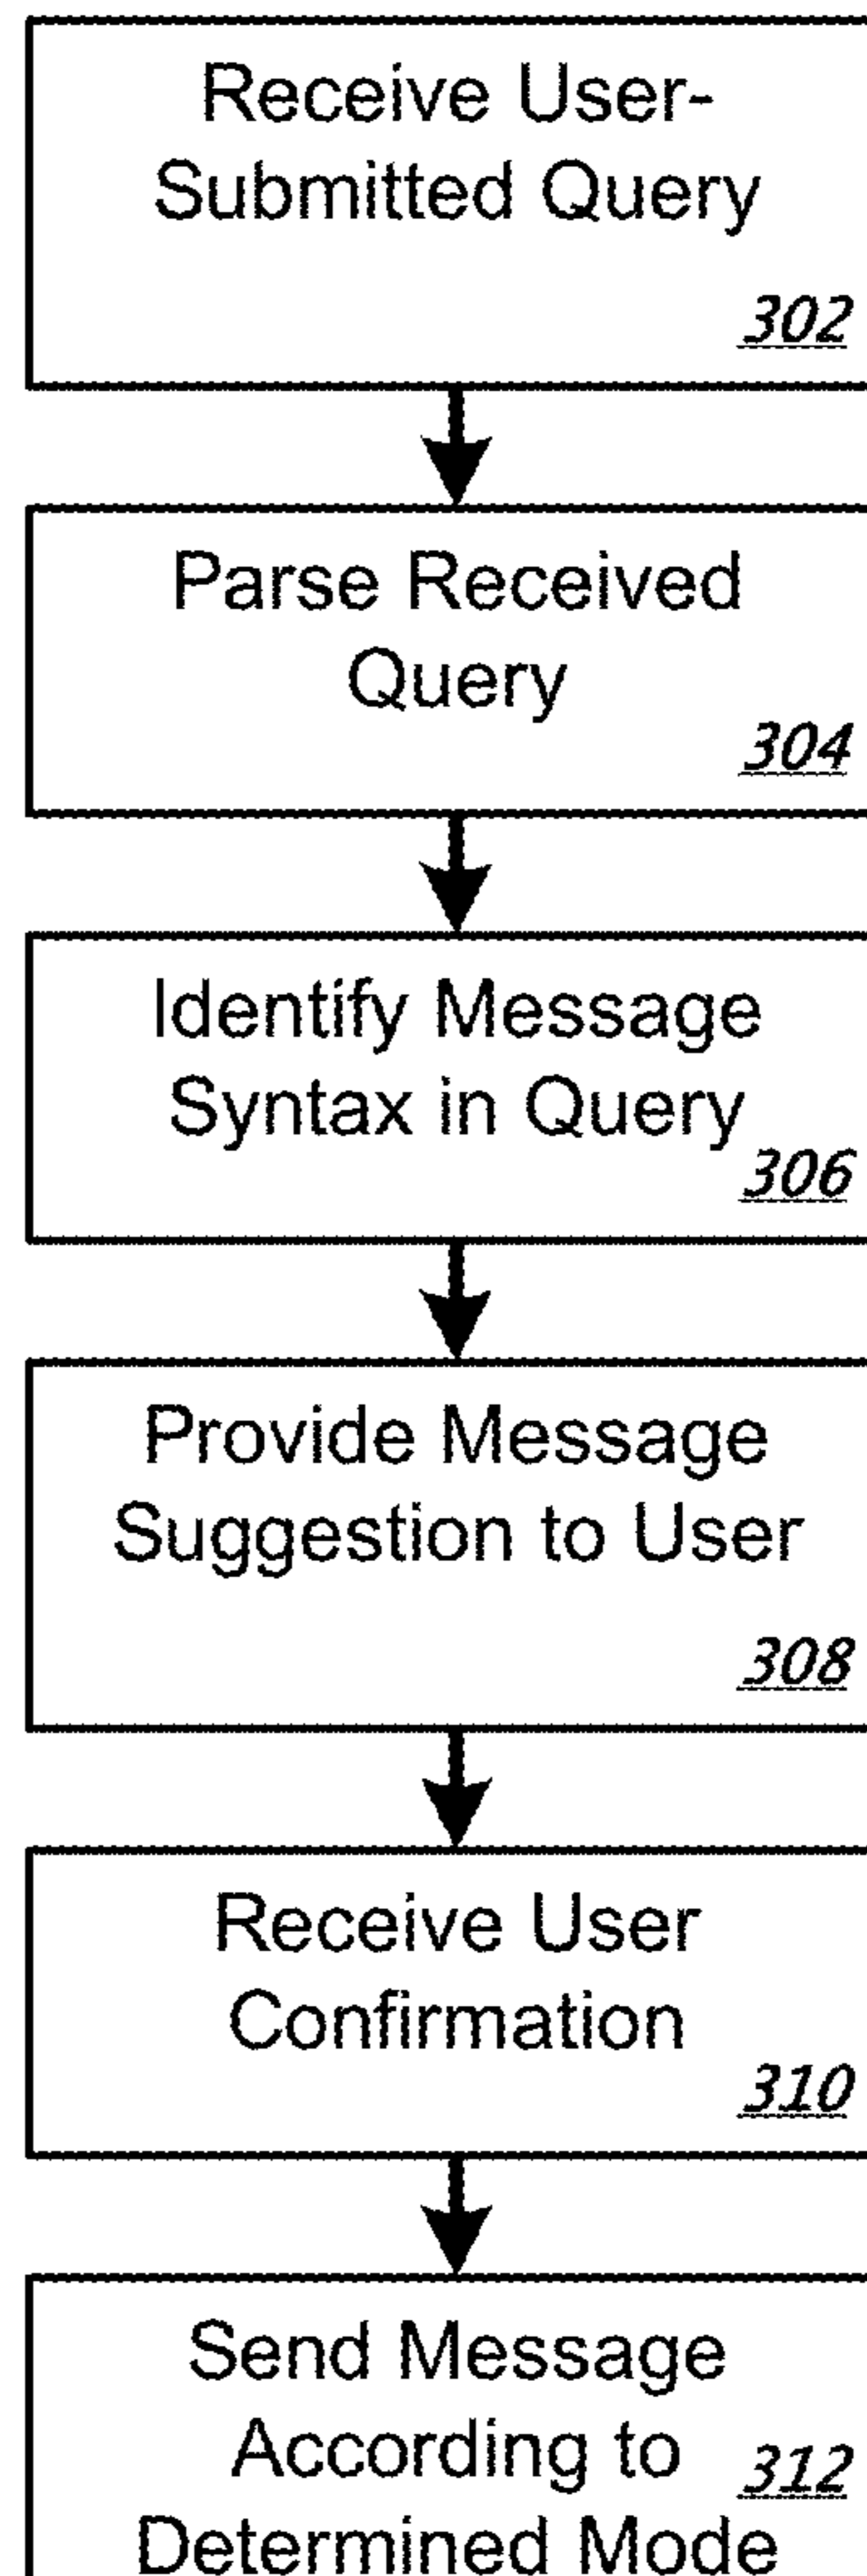 Receive User-
Submitted Query
302
Parse Received
Query
304
Identify Message
Syntax in Query
306
Provide Message
Suggestion to User
308
Receive User
Confirmation
310
Send Message
According to 312
Determined Mode